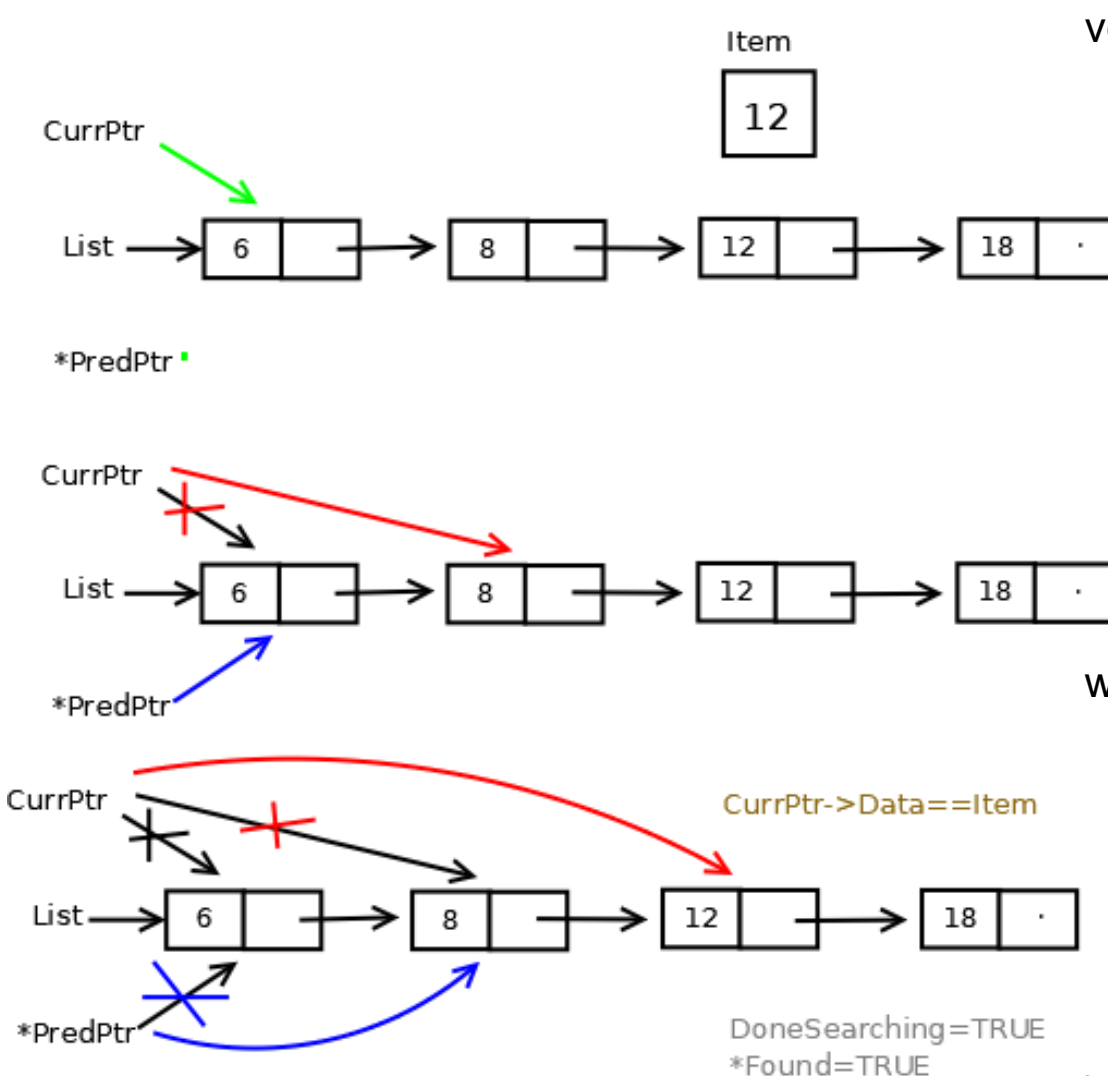 Item
12
CurrPtr
List 6 8 12 18
*PredPtr
CurrPtr
List 6 8 12 18
*PredPtr
CurrPtr
CurrPtr->Data==Item
List 6 8 12 18
*PredPtr
DoneSearching=TRUE
*Found=TRUE